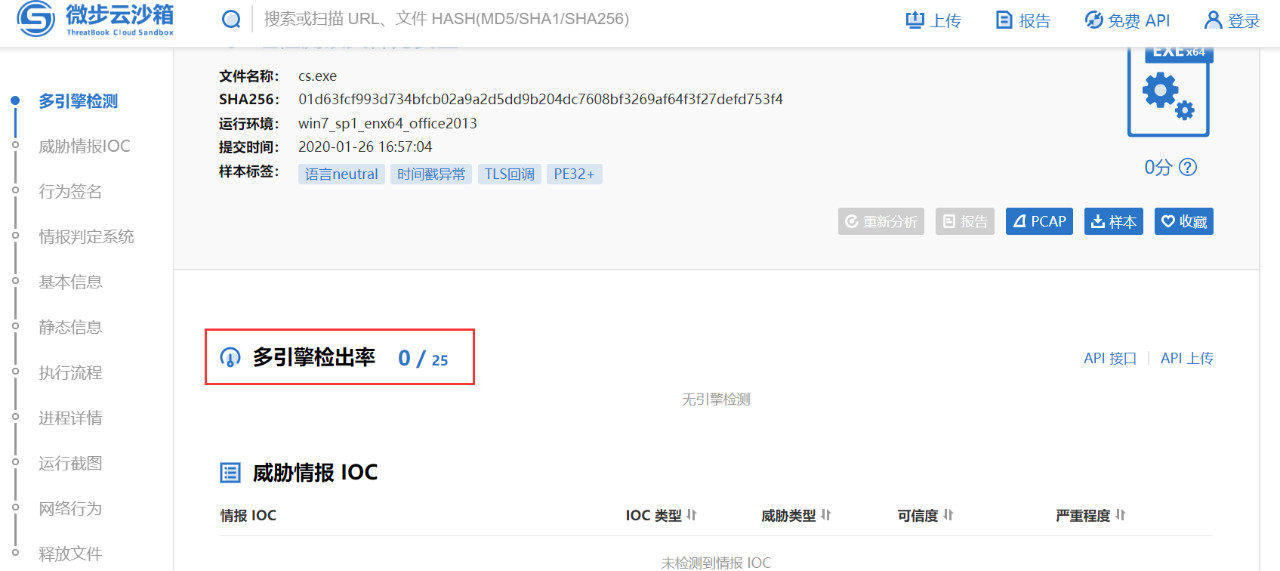 微步云沙箱
ThreatBook Cloud Sandbox
搜索或扫描 URL、文件 HASH(MD5/SHA1/SHA256)
上传
报告
免费 API
登录
多引擎检测
威胁情报IOC
行为签名
情报判定系统
基本信息
静态信息
执行流程
进程详情
运行截图
网络行为
释放文件
文件名称： cs.exe
SHA256： 01d63fcf993d734bfcb02a9a2d5dd9b204dc7608bf3269af64f3f27defd753f4
运行环境： win7_sp1_enx64_office2013
提交时间： 2020-01-26 16:57:04
样本标签： 语言neutral 时间戳异常 TLS回调 PE32+
EXE x64
0分 ?
重新分析 报告 PCAP 样本 收藏
多引擎检出率 0 / 25
API 接口 API 上传
无引擎检测
威胁情报 IOC
情报 IOC IOC 类型 威胁类型 可信度 严重程度
未检测到情报 IOC